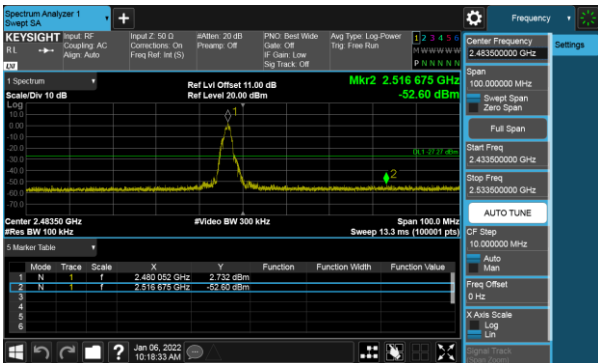 Spectrum Analyzer 1
Swept SA
Frequency
KEYSIGHT
RL
Input: RF
Coupling: AC
Align: Auto
Input Z: 50 Ω
Corrections: On
Freq Ref: Int (S)
#Atten: 20 dB
Preamp: Off
PNO: Best Wide
Gate: Off
IF Gain: Low
Sig Track: Off
Avg Type: Log-Power
Trig: Free Run
1 2 3 4 5 6
M W W W W W
P N N N N N
1 Spectrum
Scale/Div 10 dB
Log
Ref Lvl Offset 11.00 dB
Ref Level 20.00 dBm
Mkr2 2.516 675 GHz
-52.60 dBm
10.0
0.00
-10.0
-20.0
-30.0
-40.0
-50.0
-60.0
-70.0
1
DL1 -27.27 dBm
2
Center 2.48350 GHz
#Res BW 100 kHz
#Video BW 300 kHz
Span 100.0 MHz
Sweep 13.3 ms (100001 pts)
5 Marker Table
Mode Trace Scale X Y Function Function Width Function Value
1 N 1 f 2.480 052 GHz 2.732 dBm
2 N 1 f 2.516 675 GHz -52.60 dBm
3
4
5
6
Jan 06, 2022
10:18:33 AM
Center Frequency
2.483500000 GHz
Settings
Span
100.000000 MHz
Swept Span
Zero Span
Full Span
Start Freq
2.433500000 GHz
Stop Freq
2.533500000 GHz
AUTO TUNE
CF Step
10.000000 MHz
Auto
Man
Freq Offset
0 Hz
X Axis Scale
Log
Lin
Signal Track
(Span Zoom)